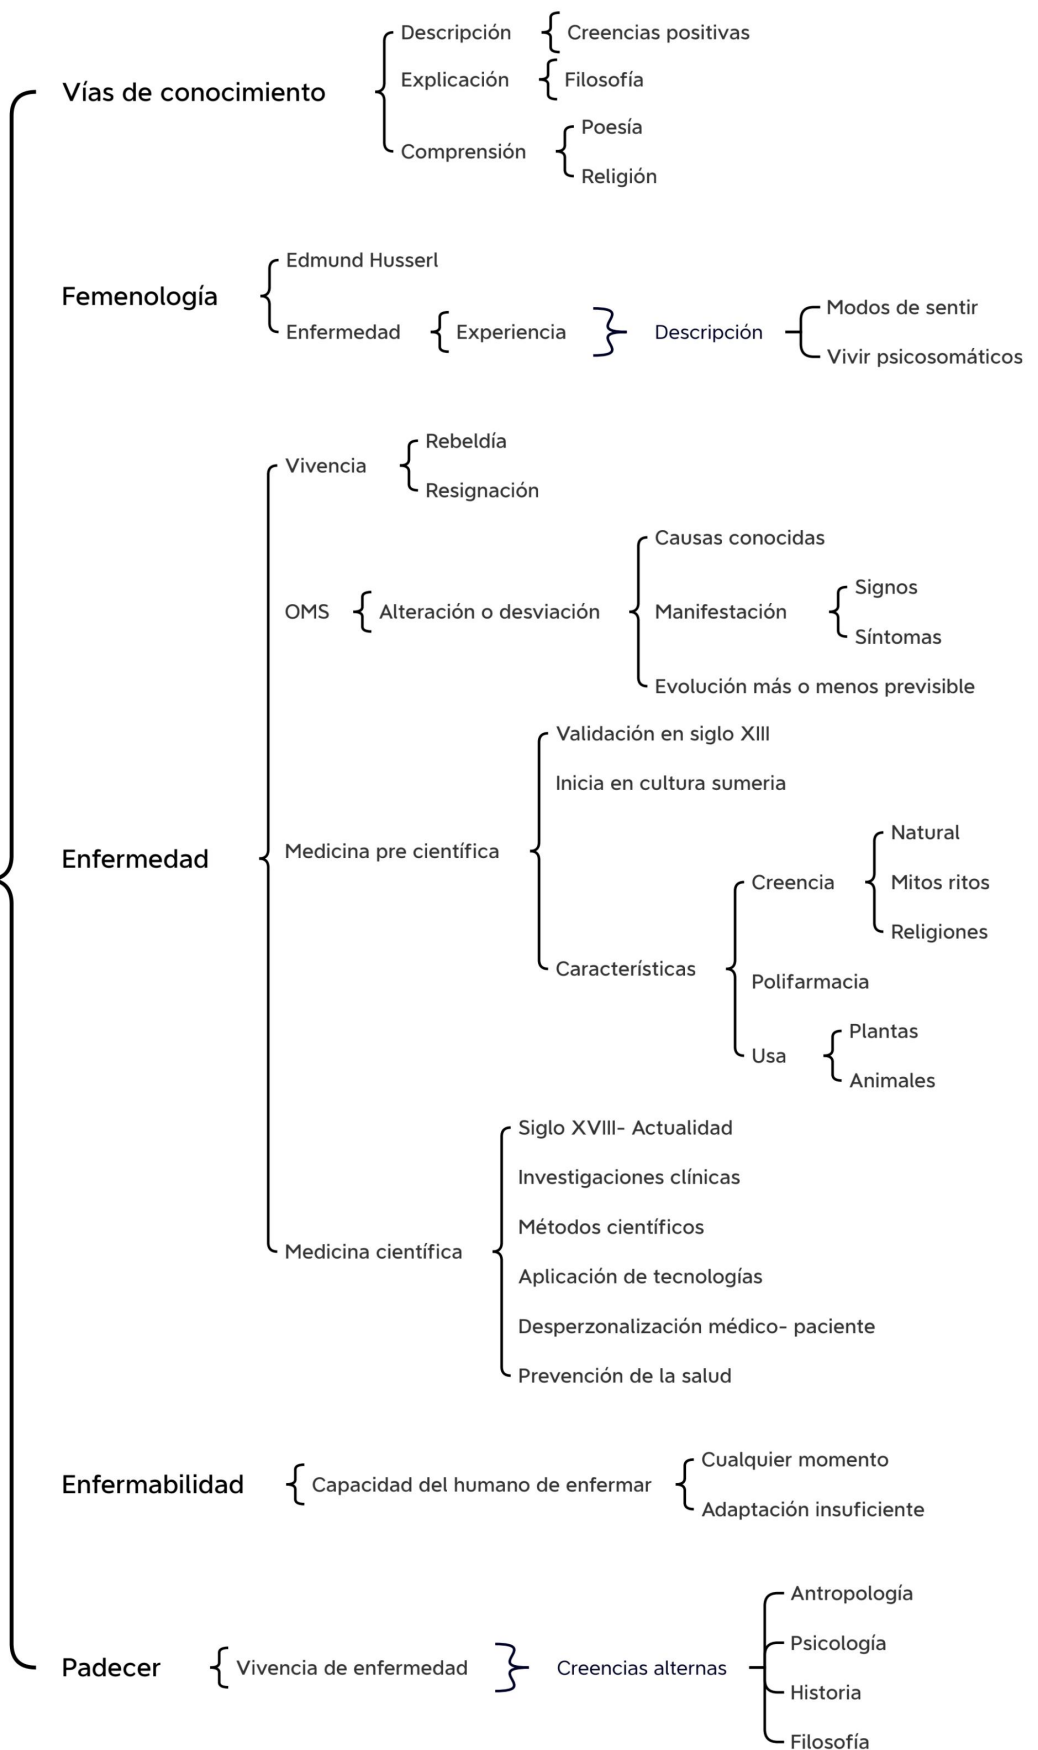 Vías de conocimiento
Descripción
Creencias positivas
Explicación
Filosofía
Comprensión
Poesía
Religión
Femenología
Edmund Husserl
Enfermedad
Experiencia
Descripción
Modos de sentir
Vivir psicosomáticos
Enfermedad
Vivencia
Rebeldía
Resignación
OMS
Alteración o desviación
Causas conocidas
Manifestación
Signos
Síntomas
Evolución más o menos previsible
Medicina pre científica
Validación en siglo XIII
Inicia en cultura sumeria
Características
Creencia
Natural
Mitos ritos
Religiones
Polifarmacia
Usa
Plantas
Animales
Medicina científica
Siglo XVIII- Actualidad
Investigaciones clínicas
Métodos científicos
Aplicación de tecnologías
Desperzonalización médico- paciente
Prevención de la salud
Enfermabilidad
Capacidad del humano de enfermar
Cualquier momento
Adaptación insuficiente
Padecer
Vivencia de enfermedad
Creencias alternas
Antropología
Psicología
Historia
Filosofía